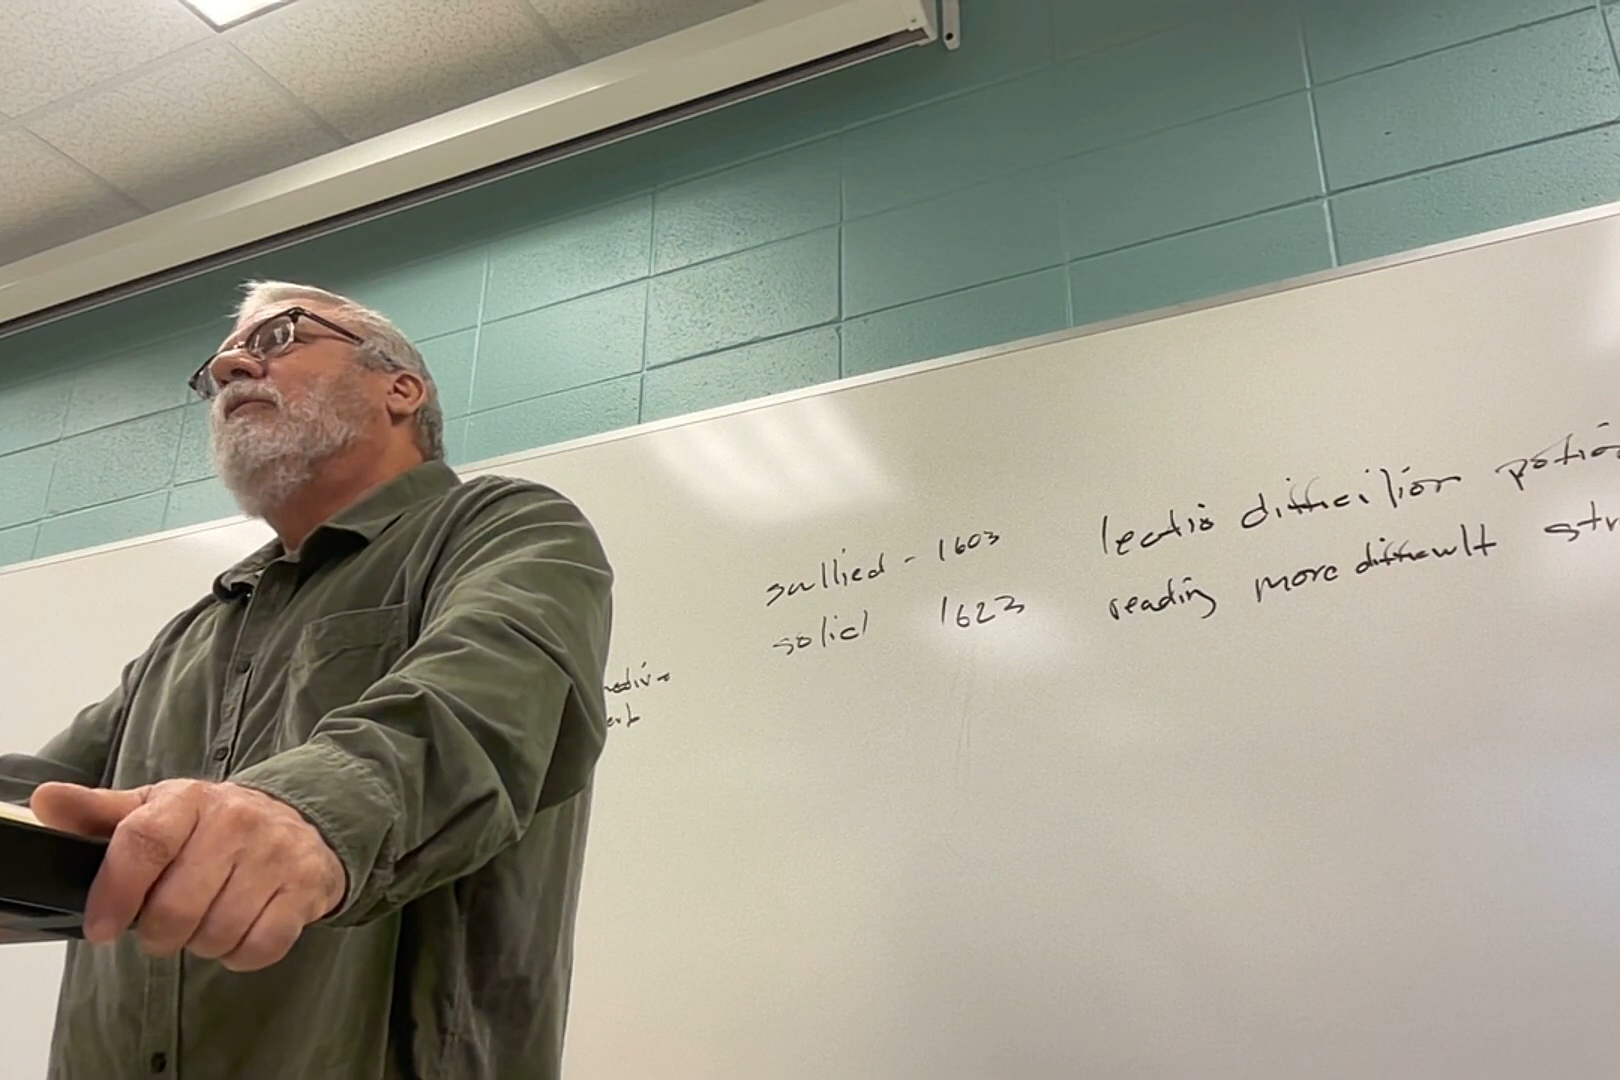 sullied - 1603 lectio difficilior
solid 1623 reading more difficult